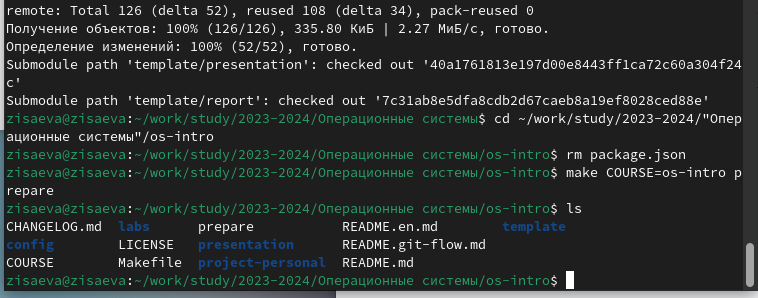 remote: Total 126 (delta 52), reused 108 (delta 34), pack-reused 0
Получение объектов: 100% (126/126), 335.80 КиБ | 2.27 МиБ/с, готово.
Определение изменений: 100% (52/52), готово.
Submodule path 'template/presentation': checked out '40a1761813e197d00e8443ff1ca72c60a304f24
c'
Submodule path 'template/report': checked out '7c31ab8e5dfa8cdb2d67caeb8a19ef8028ced88e'
zisaeva@zisaeva:~/work/study/2023-2024/Операционные системы$ cd ~/work/study/2023-2024/"Опер
ационные системы"/os-intro
zisaeva@zisaeva:~/work/study/2023-2024/Операционные системы/os-intro$ rm package.json
zisaeva@zisaeva:~/work/study/2023-2024/Операционные системы/os-intro$ make COURSE=os-intro p
repare
zisaeva@zisaeva:~/work/study/2023-2024/Операционные системы/os-intro$ ls
CHANGELOG.md labs prepare README.en.md template
config LICENSE presentation README.git-flow.md
COURSE Makefile project-personal README.md
zisaeva@zisaeva:~/work/study/2023-2024/Операционные системы/os-intro$